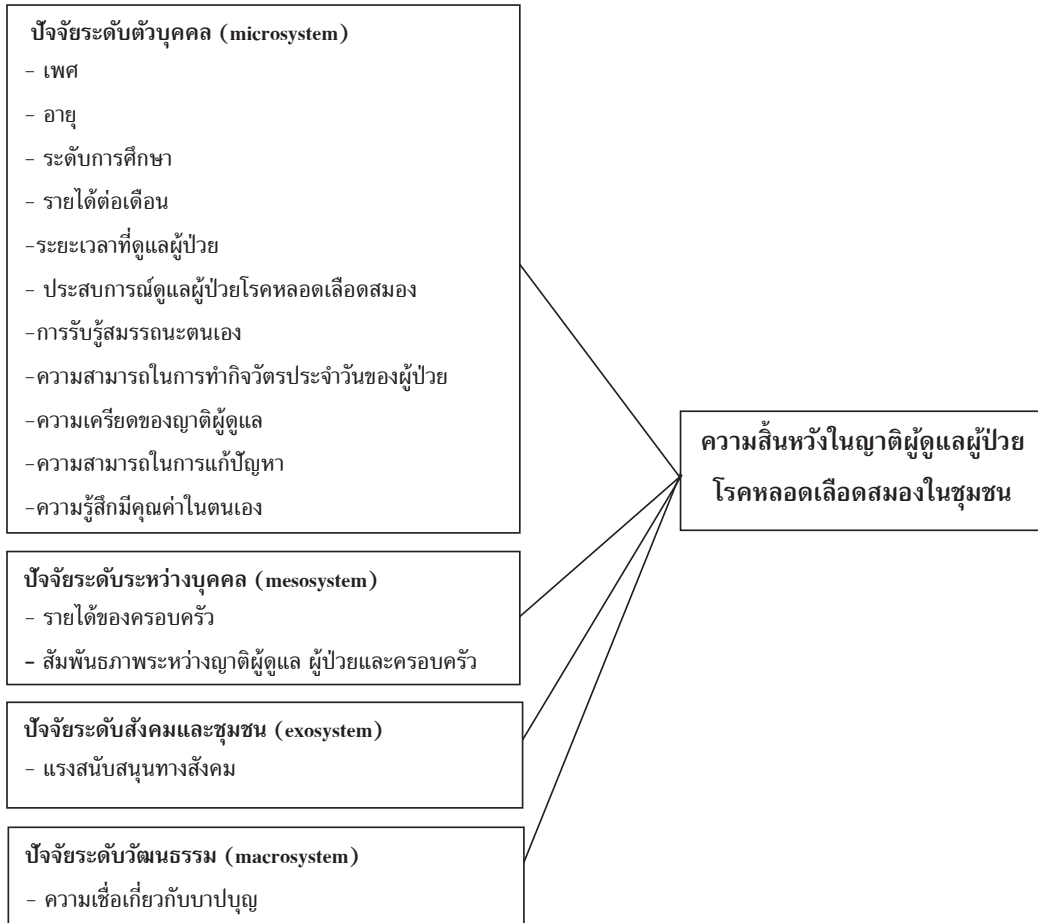 ปัจจัยระดับตัวบุคคล (microsystem)
- เพศ
- อายุ
- ระดับการศึกษา
- รายได้ต่อเดือน
-ระยะเวลาที่ดูแลผู้ป่วย
- ประสบการณ์ดูแลผู้ป่วยโรคหลอดเลือดสมอง
-การรับรู้สมรรถนะตนเอง
-ความสามารถในการทำกิจวัตรประจำวันของผู้ป่วย
-ความเครียดของญาติผู้ดูแล
-ความสามารถในการแก้ปัญหา
-ความรู้สึกมีคุณค่าในตนเอง
ปัจจัยระดับระหว่างบุคคล (mesosystem)
- รายได้ของครอบครัว
- สัมพันธภาพระหว่างญาติผู้ดูแล ผู้ป่วยและครอบครัว
ปัจจัยระดับสังคมและชุมชน (exosystem)
- แรงสนับสนุนทางสังคม
ปัจจัยระดับวัฒนธรรม (macrosystem)
- ความเชื่อเกี่ยวกับบาปบุญ
ความสิ้นหวังในญาติผู้ดูแลผู้ป่วย
โรคหลอดเลือดสมองในชุมชน